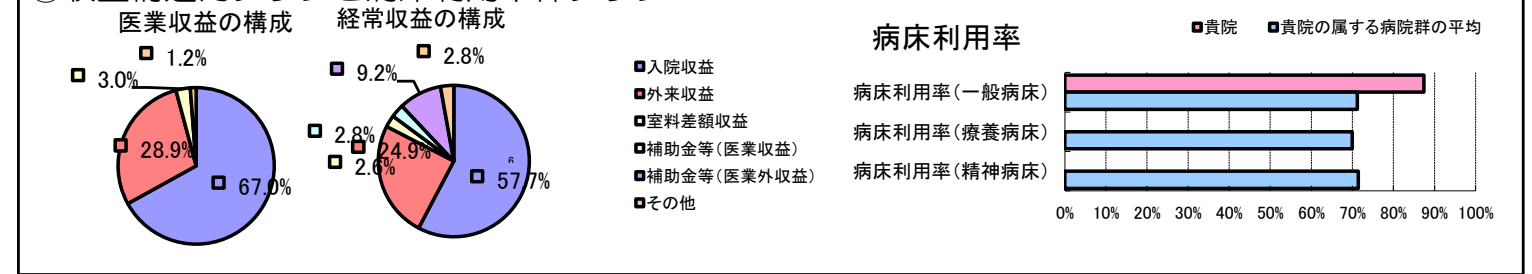 医業収益の構成
1.2%
3.0%
28.9%
67.0%
経常収益の構成
2.8%
9.2%
2.8%
24.9%
2.6%
57.7%
入院収益
外来収益
室料差額収益
補助金等(医業収益)
補助金等(医業外収益)
その他
病床利用率
貴院
貴院の属する病院群の平均
病床利用率(一般病床)
病床利用率(療養病床)
病床利用率(精神病床)
0% 10% 20% 30% 40% 50% 60% 70% 80% 90% 100%